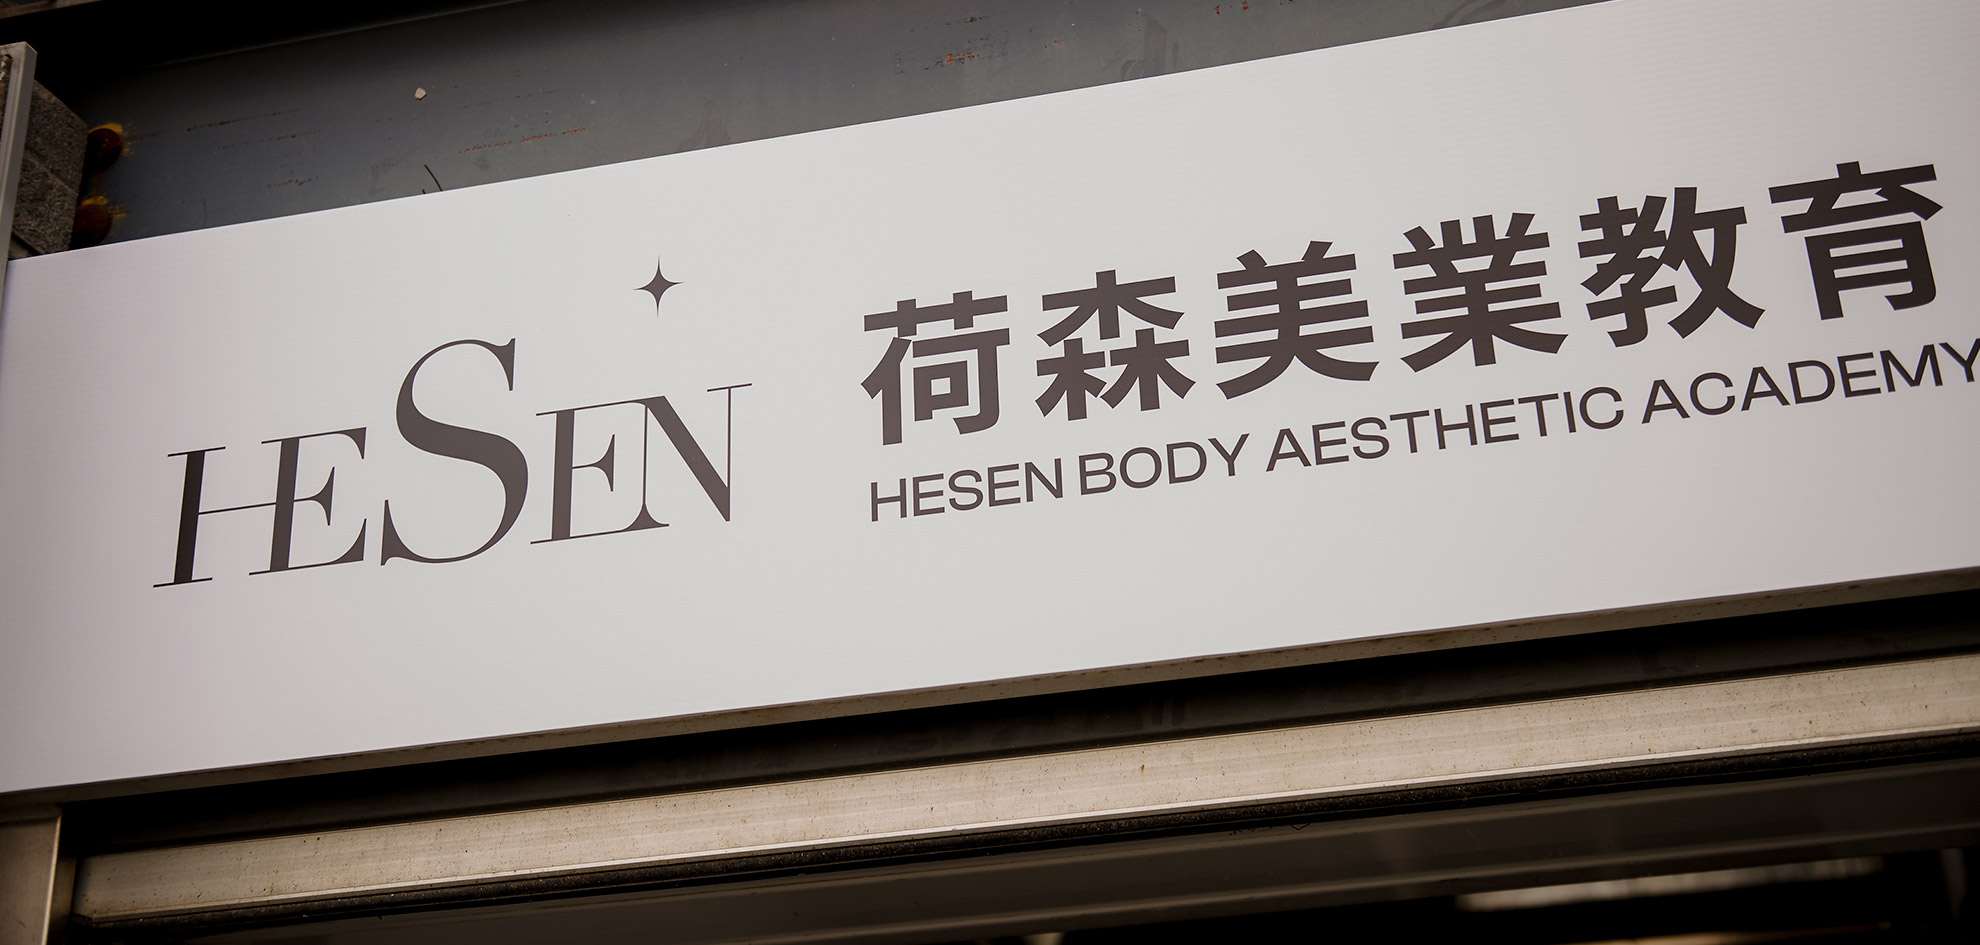 HESEN
荷森美業教育
HESEN BODY AESTHETIC ACADEMY